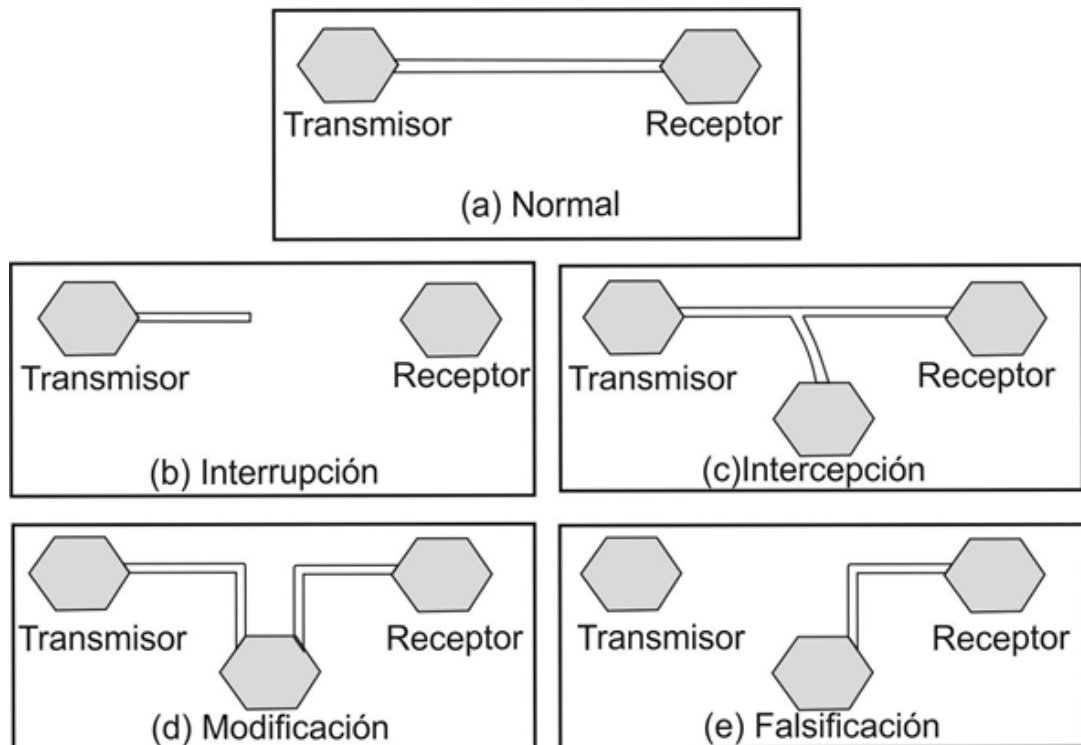 Transmisor
Receptor
(a) Normal
Transmisor
Receptor
(b) Interrupción
Transmisor
Receptor
(c)Intercepción
Transmisor
Receptor
(d) Modificación
Transmisor
Receptor
(e) Falsificación